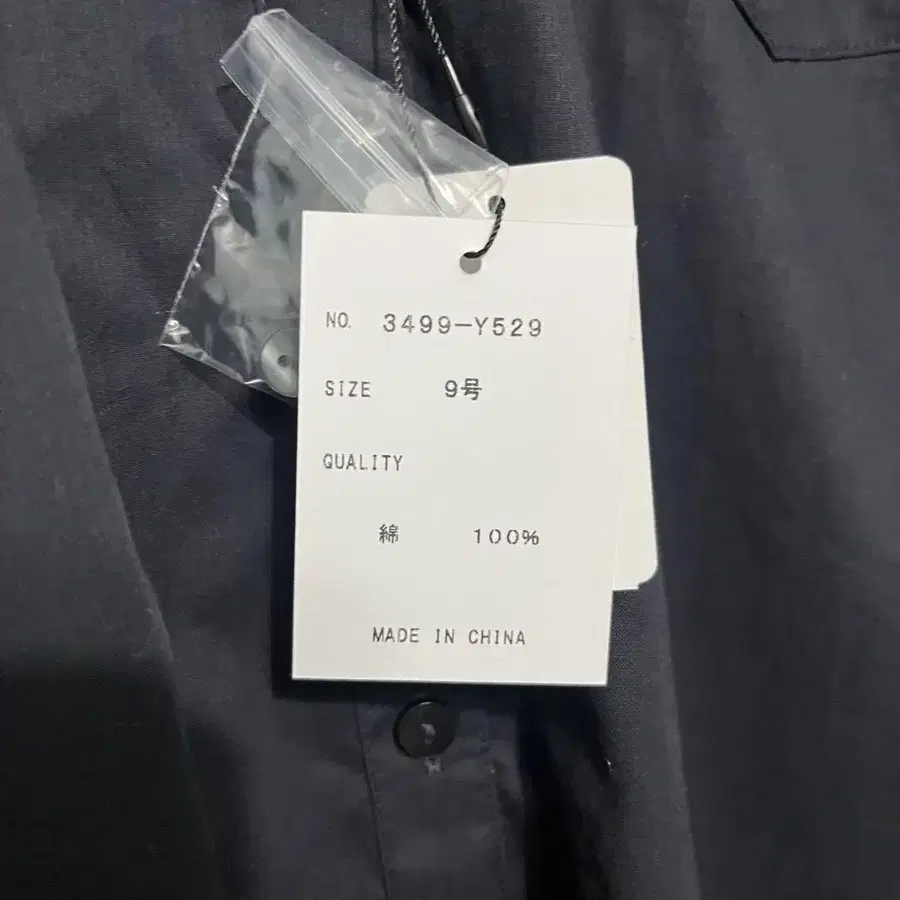 NO. 3499-Y529
SIZE 9号
QUALITY
綿 100%
MADE IN CHINA